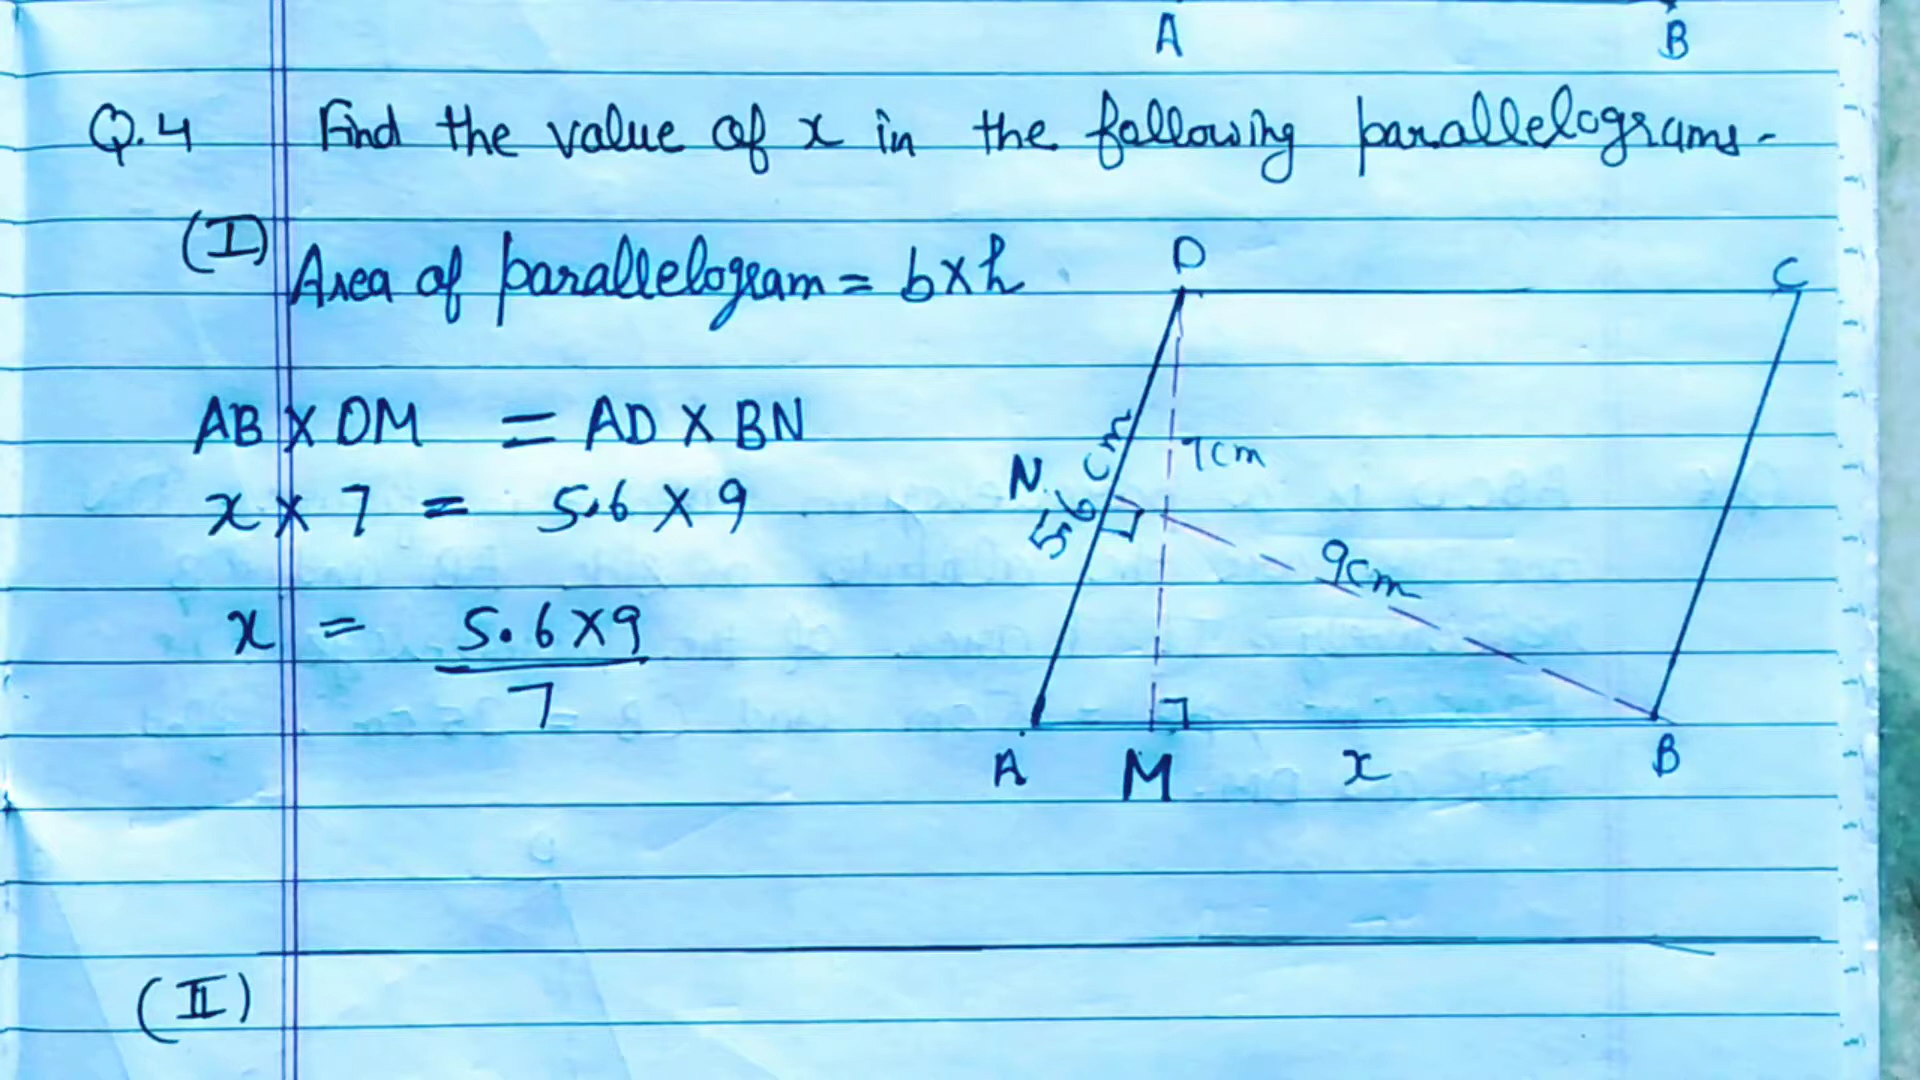 A B
Q.4 Find the value of x in the following parallelograms-
(I) Area of parallelogram = b×h
D C
AB × DM = AD × BN
N 5.6 cm 7cm
x × 7 = 5.6 × 9
9cm
x = 5.6×9
7
A M x B
(II)